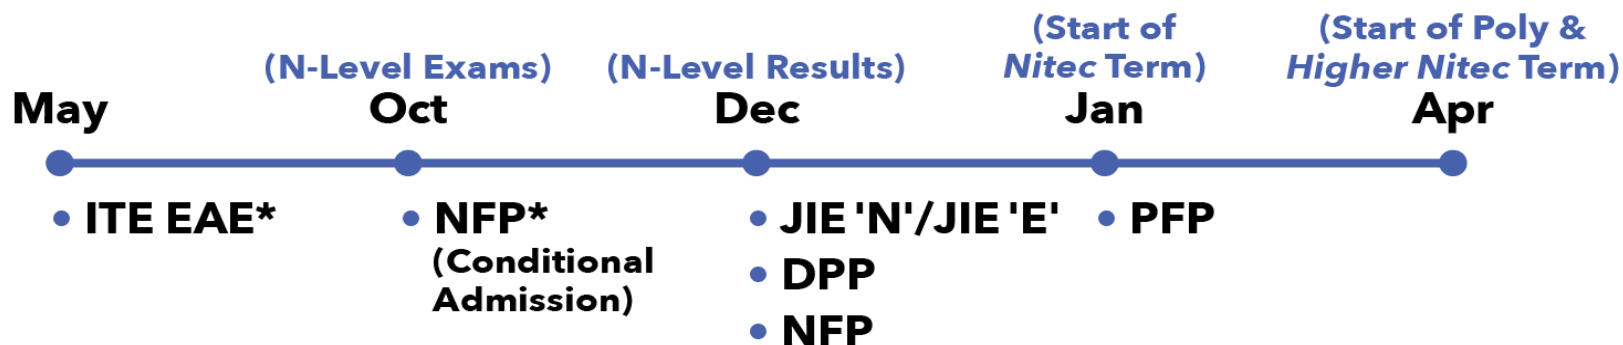 May
(N-Level Exams)
Oct
(N-Level Results)
Dec
(Start of
Nitec Term)
Jan
(Start of Poly &
Higher Nitec Term)
Apr
• ITE EAE*
• NFP*
(Conditional
Admission)
• JIE 'N'/JIE 'E'
• DPP
• NFP
• PFP